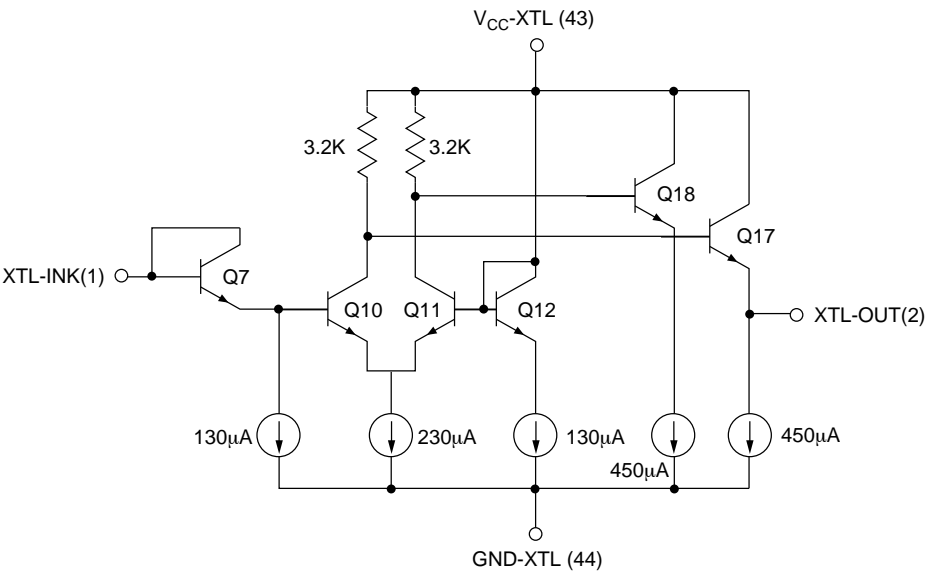 V_CC-XTL (43)
3.2K
3.2K
Q18
Q17
Q7
XTL-INK(1)
Q10
Q11
Q12
XTL-OUT(2)
130μA
230μA
130μA
450μA
450μA
GND-XTL (44)